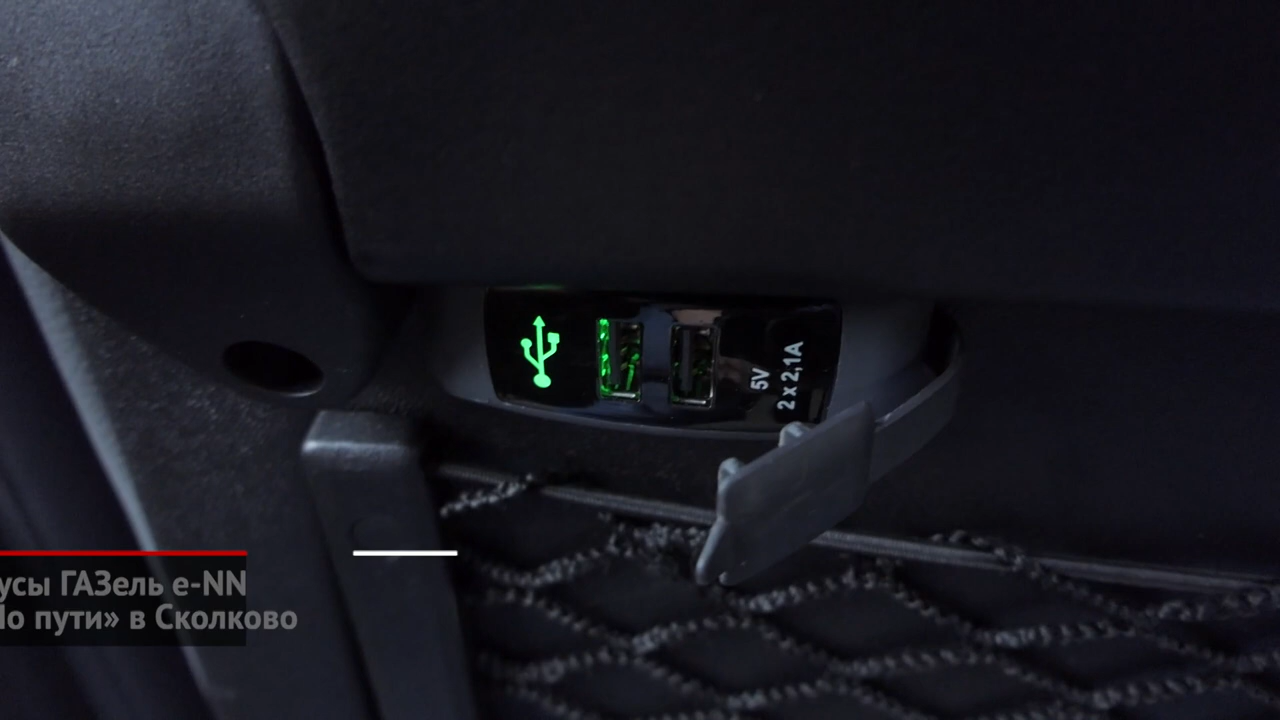 5V
2 x 2,1A
усы ГАЗель e-NN
По пути» в Сколково